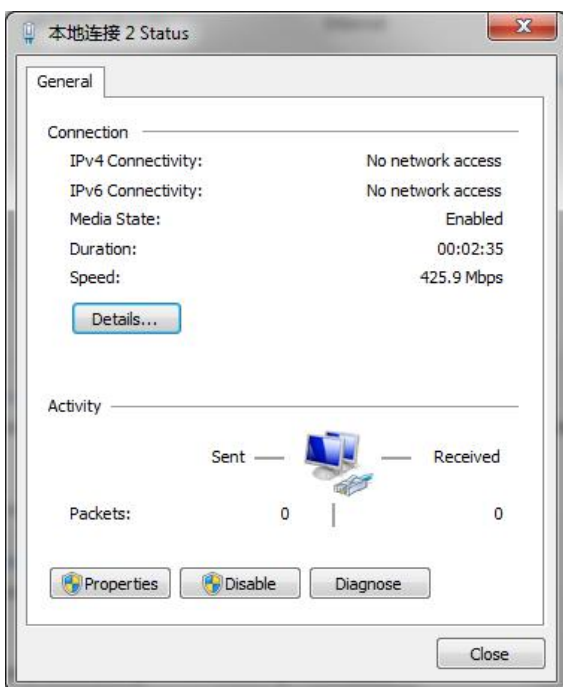 本地连接 2 Status
General
Connection
IPv4 Connectivity: No network access
IPv6 Connectivity: No network access
Media State: Enabled
Duration: 00:02:35
Speed: 425.9 Mbps
Details...
Activity
Sent Received
Packets: 0 0
Properties Disable Diagnose
Close